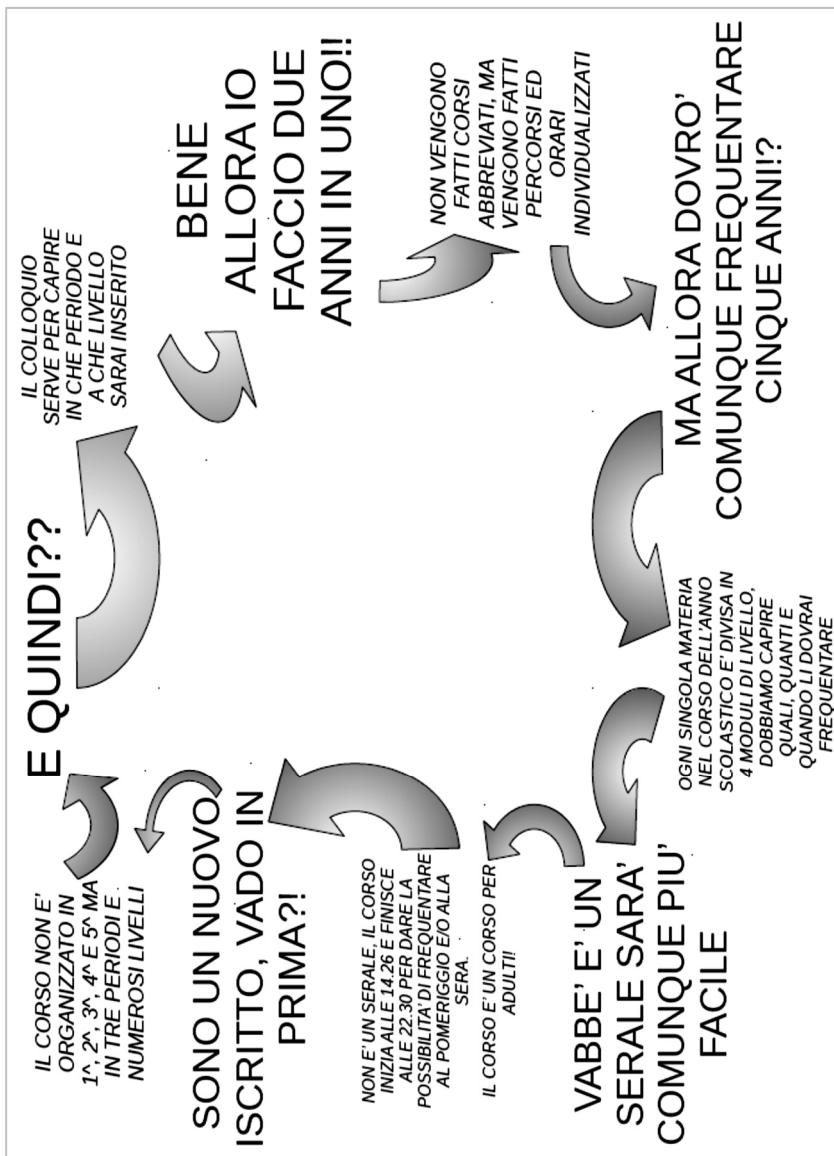 IL CORSO NON E'
ORGANIZZATO IN
1^, 2^, 3^, 4^ E 5^ MA
IN TRE PERIODI E
NUMEROSI LIVELLI
E QUINDI??
IL COLLOQUIO
SERVE PER CAPIRE
IN CHE PERIODO E
A CHE LIVELLO
SARAI INSERITO
SONO UN NUOVO
ISCRITTO, VADO IN
PRIMA?!
BENE
ALLORA IO
FACCIO DUE
ANNI IN UNO!!
NON E' UN SERALE, IL CORSO
INIZIA ALLE 14.26 E FINISCE
ALLE 22.30 PER DARE LA
POSSIBILITA' DI FREQUENTARE
AL POMERIGGIO E/O ALLA
SERA.
NON VENGONO
FATTI CORSI
ABBREVIATI, MA
VENGONO FATTI
PERCORSI ED
ORARI
INDIVIDUALIZZATI
IL CORSO E' UN CORSO PER
ADULTI!!
VABBE' E' UN
SERALE SARA'
COMUNQUE PIU'
FACILE
OGNI SINGOLA MATERIA
NEL CORSO DELL'ANNO
SCOLASTICO E' DIVISA IN
4 MODULI DI LIVELLO,
DOBBIAMO CAPIRE
QUALI, QUANTI E
QUANDO LI DOVRAI
FREQUENTARE
MA ALLORA DOVRO'
COMUNQUE FREQUENTARE
CINQUE ANNI!?